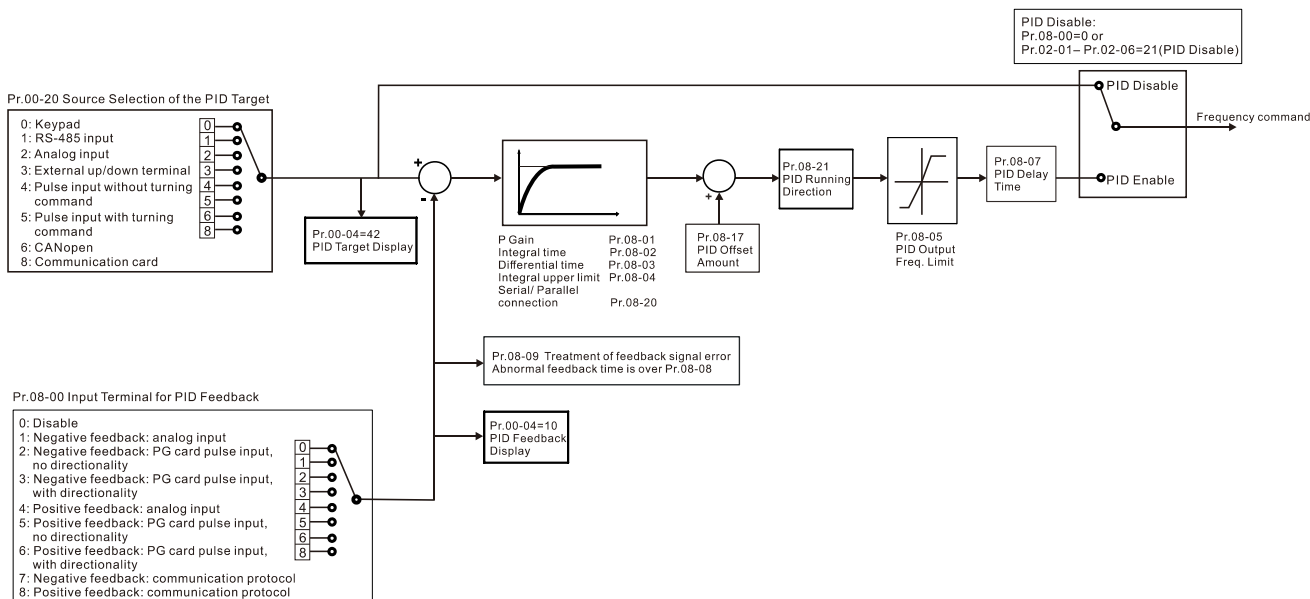 PID Disable:
Pr.08-00=0 or
Pr.02-01– Pr.02-06=21(PID Disable)
Pr.00-20 Source Selection of the PID Target
0: Keypad
1: RS-485 input
2: Analog input
3: External up/down terminal
4: Pulse input without turning
command
5: Pulse input with turning
command
6: CANopen
8: Communication card
0
1
2
3
4
5
6
8
+
-
Pr.00-04=42
PID Target Display
P Gain Pr.08-01
Integral time Pr.08-02
Differential time Pr.08-03
Integral upper limit Pr.08-04
Serial/ Parallel
connection Pr.08-20
+
Pr.08-17
PID Offset
Amount
Pr.08-21
PID Running
Direction
Pr.08-05
PID Output
Freq. Limit
Pr.08-07
PID Delay
Time
PID Disable
PID Enable
Frequency command
Pr.08-09 Treatment of feedback signal error
Abnormal feedback time is over Pr.08-08
Pr.00-04=10
PID Feedback
Display
Pr.08-00 Input Terminal for PID Feedback
0: Disable
1: Negative feedback: analog input
2: Negative feedback: PG card pulse input,
no directionality
3: Negative feedback: PG card pulse input,
with directionality
4: Positive feedback: analog input
5: Positive feedback: PG card pulse input,
no directionality
6: Positive feedback: PG card pulse input,
with directionality
7: Negative feedback: communication protocol
8: Positive feedback: communication protocol
0
1
2
3
4
5
6
8